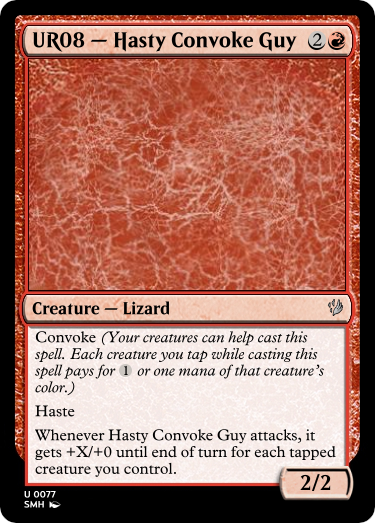 UR08 — Hasty Convoke Guy 2
Creature — Lizard
Convoke (Your creatures can help cast this
spell. Each creature you tap while casting this
spell pays for 1 or one mana of that creature's
color.)
Haste
Whenever Hasty Convoke Guy attacks, it
gets +X/+0 until end of turn for each tapped
creature you control.
2/2
U 0077
SMH